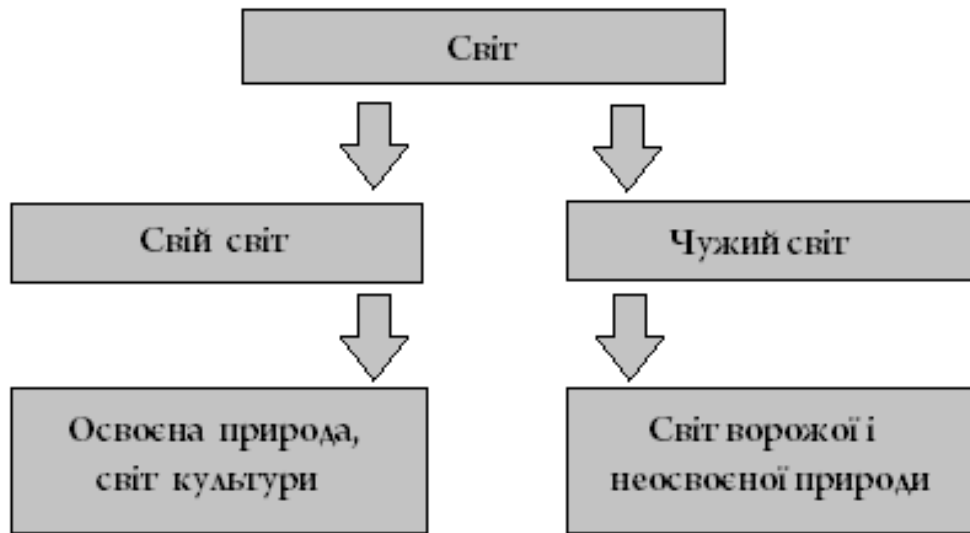 Світ
Свій світ
Чужий світ
Освоєна природа,
світ культури
Світ ворожої і
неосвоєної природи